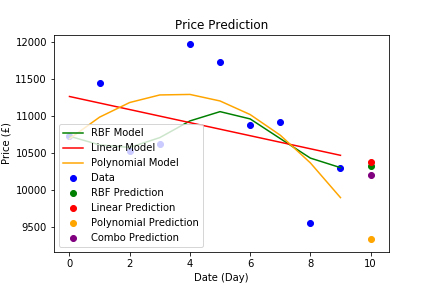 Price Prediction
12000
11500
11000
10500
10000
9500
Price (£)
RBF Model
Linear Model
Polynomial Model
Data
RBF Prediction
Linear Prediction
Polynomial Prediction
Combo Prediction
0 2 4 6 8 10
Date (Day)